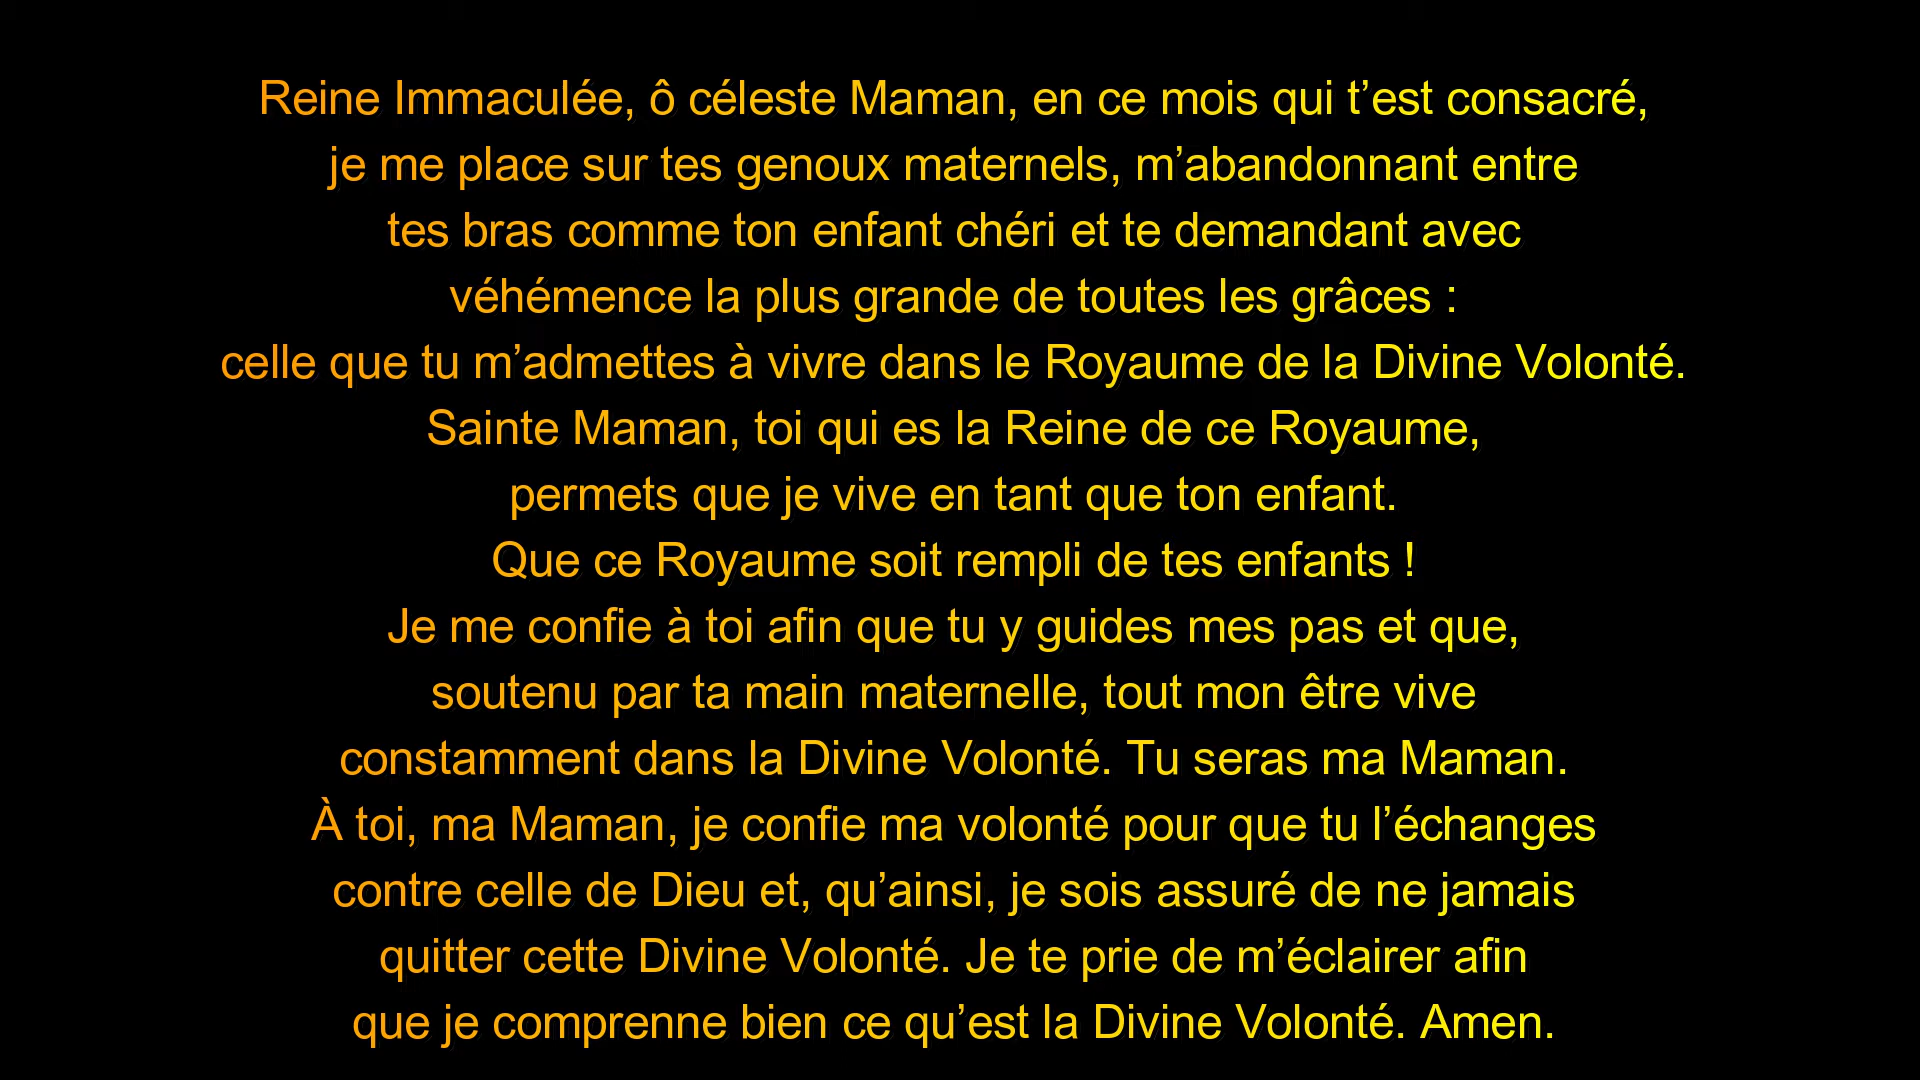 Reine Immaculée, ô céleste Maman, en ce mois qui t’est consacré,
je me place sur tes genoux maternels, m’abandonnant entre
tes bras comme ton enfant chéri et te demandant avec
véhémence la plus grande de toutes les grâces :
celle que tu m’admettes à vivre dans le Royaume de la Divine Volonté.
Sainte Maman, toi qui es la Reine de ce Royaume,
permets que je vive en tant que ton enfant.
Que ce Royaume soit rempli de tes enfants !
Je me confie à toi afin que tu y guides mes pas et que,
soutenu par ta main maternelle, tout mon être vive
constamment dans la Divine Volonté. Tu seras ma Maman.
À toi, ma Maman, je confie ma volonté pour que tu l’échanges
contre celle de Dieu et, qu’ainsi, je sois assuré de ne jamais
quitter cette Divine Volonté. Je te prie de m’éclairer afin
que je comprenne bien ce qu’est la Divine Volonté. Amen.